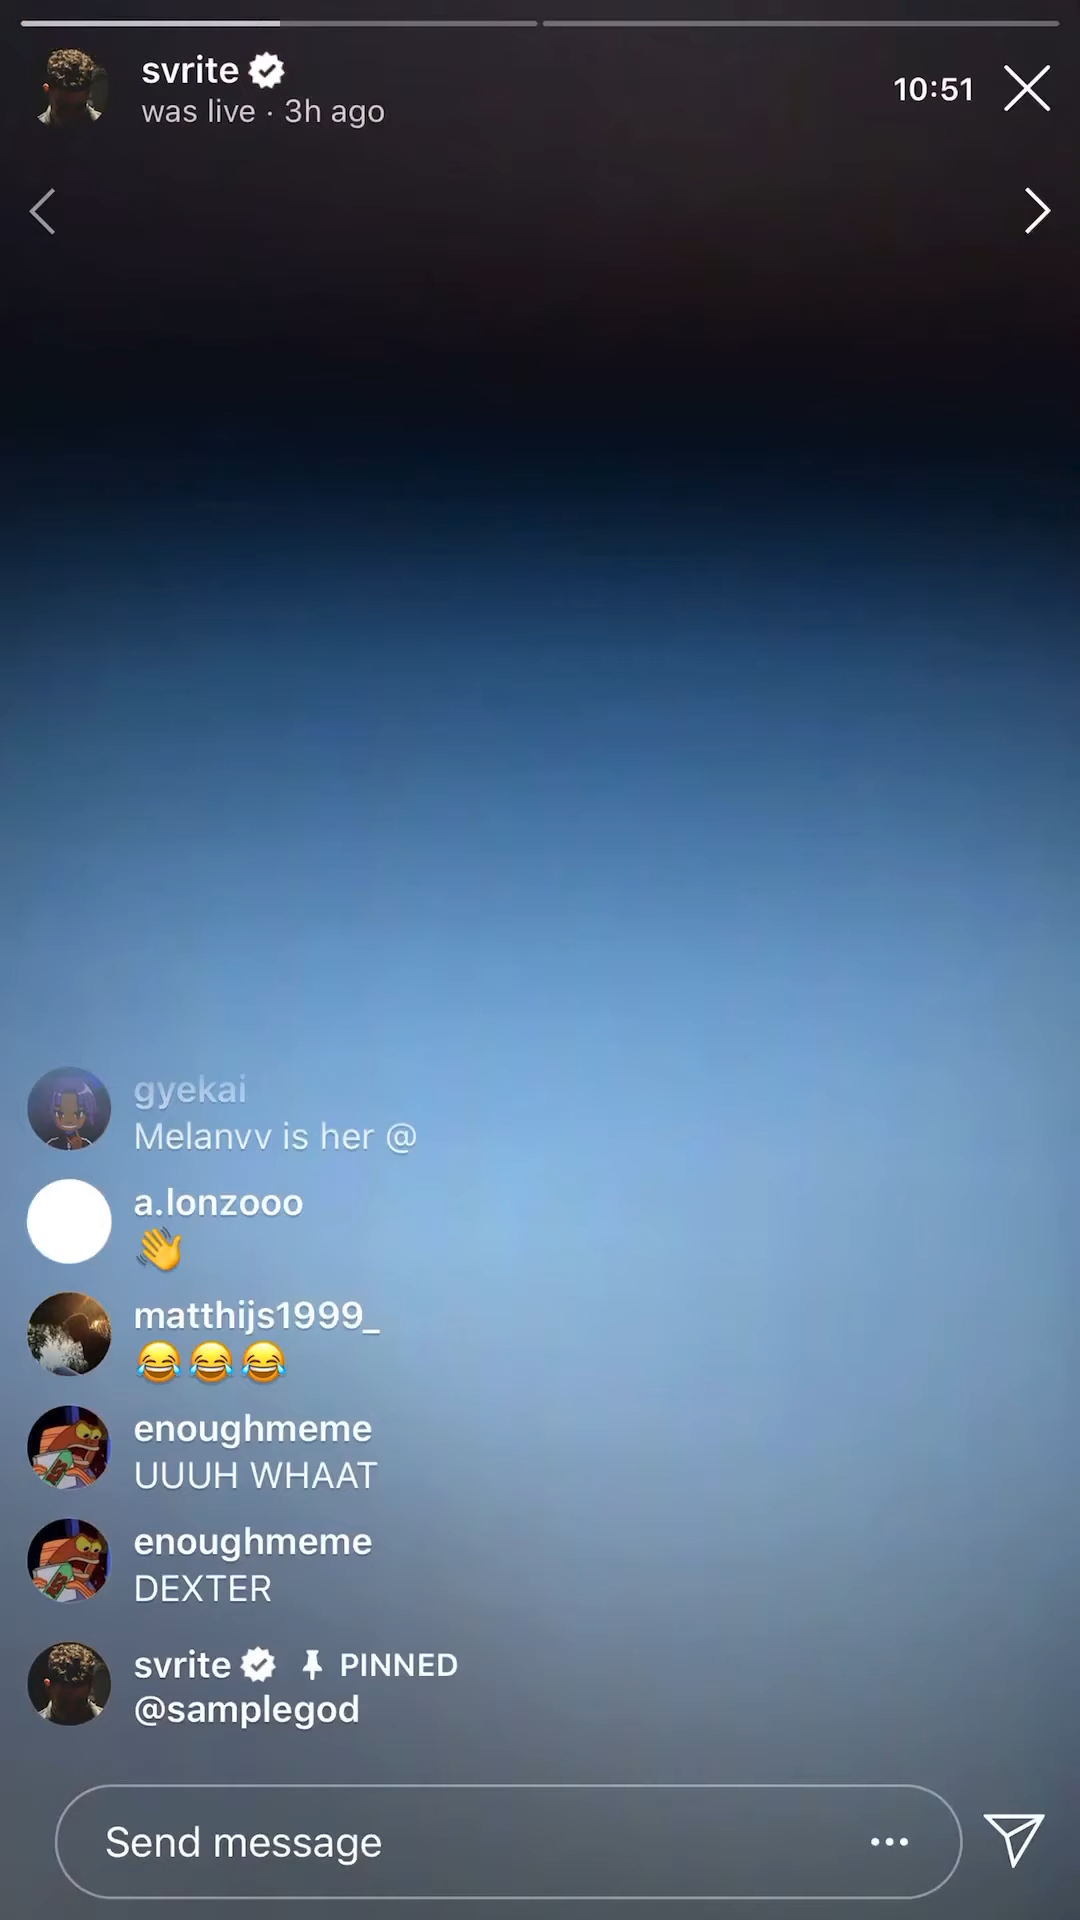 svrite
was live · 3h ago
10:51
gyekai
Melanvv is her @
a.lonzooo
👋
matthijs1999_
😂😂😂
enoughmeme
UUUH WHAAT
enoughmeme
DEXTER
svrite PINNED
@samplegod
Send message